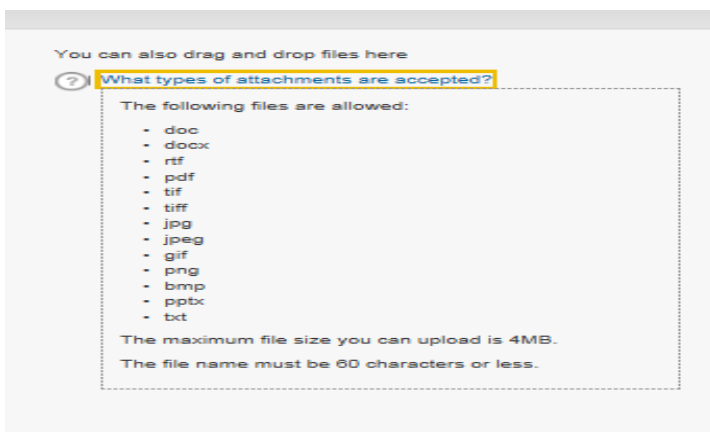 You can also drag and drop files here
What types of attachments are accepted?
The following files are allowed:
- doc
- docx
- rtf
- pdf
- tif
- tiff
- jpg
- jpeg
- gif
- png
- bmp
- pptx
- txt
The maximum file size you can upload is 4MB.
The file name must be 60 characters or less.